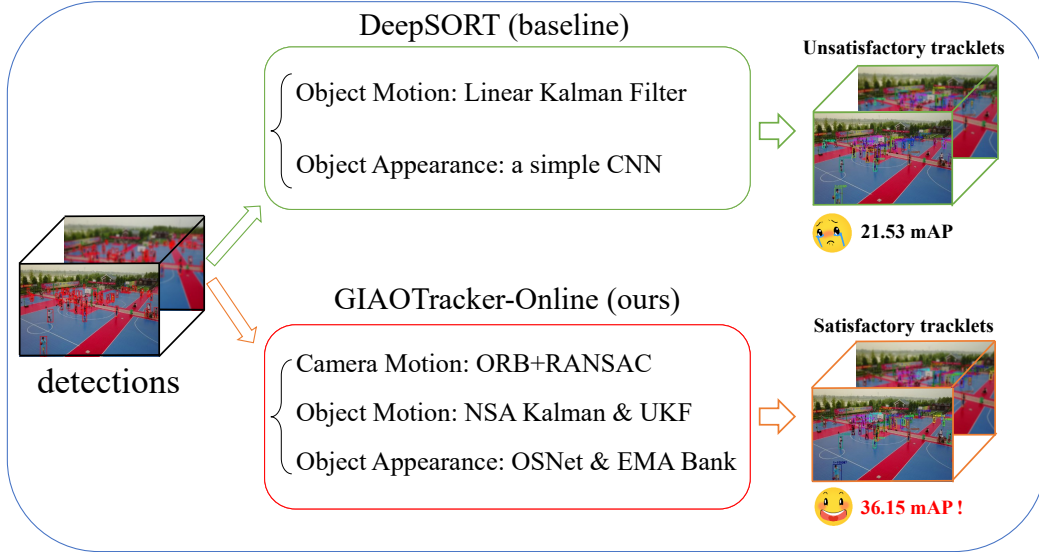 DeepSORT (baseline)
Object Motion: Linear Kalman Filter
Object Appearance: a simple CNN
Unsatisfactory tracklets
21.53 mAP
detections
GIAOTracker-Online (ours)
Camera Motion: ORB+RANSAC
Object Motion: NSA Kalman & UKF
Object Appearance: OSNet & EMA Bank
Satisfactory tracklets
36.15 mAP !